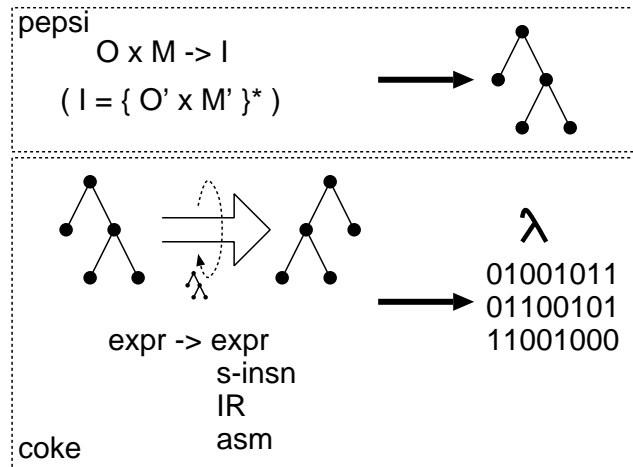 pepsi
O x M -> I
( I = { O' x M' }* )
λ
01001011
01100101
11001000
expr -> expr
s-insn
IR
asm
coke